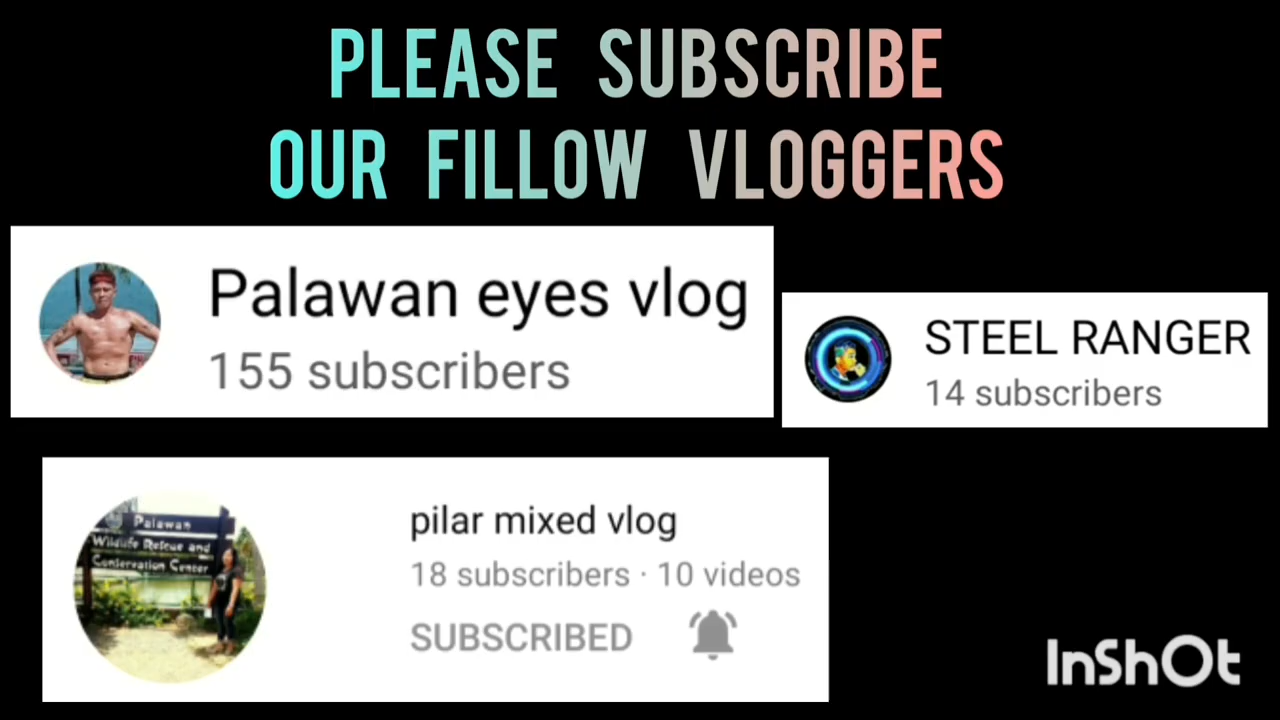 PLEASE SUBSCRIBE
OUR FILLOW VLOGGERS
Palawan eyes vlog
155 subscribers
STEEL RANGER
14 subscribers
pilar mixed vlog
18 subscribers · 10 videos
SUBSCRIBED
Palawan
Wildlife Rescue and
Conservation Center
InShOt